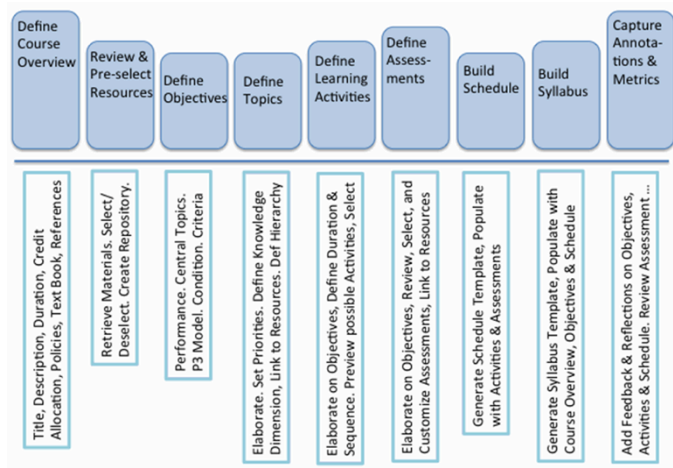 Define
Course
Overview
Review &
Pre-select
Resources
Define
Objectives
Define
Topics
Define
Learning
Activities
Define
Assess-
ments
Build
Schedule
Build
Syllabus
Capture
Annota-
tions &
Metrics
Title, Description, Duration, Credit
Allocation, Policies, Text Book, References
Retrieve Materials. Select/
Deselect. Create Repository.
Performance. Central Topics.
P3 Model. Condition. Criteria
Elaborate. Set Priorities. Define Knowledge
Dimension, Link to Resources. Def Hierarchy
Elaborate on Objectives, Define Duration &
Sequence. Preview possible Activities, Select
Elaborate on Objectives, Review, Select, and
Customize Assessments, Link to Resources
Generate Schedule Template, Populate
with Activities & Assessments
Generate Syllabus Template, Populate with
Course Overview, Objectives & Schedule
Add Feedback & Reflections on Objectives,
Activities & Schedule. Review Assessment ...